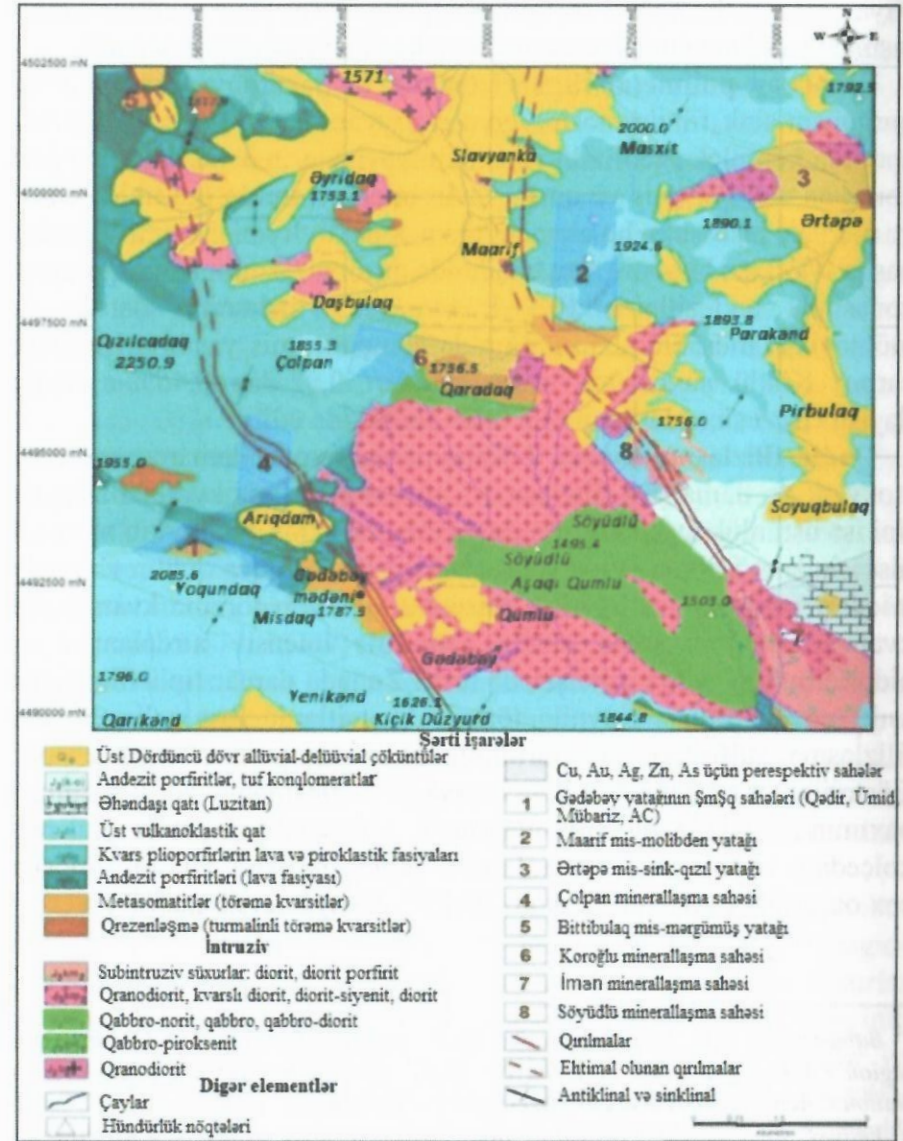 N
W E
S
565000
567500
570000
572500
575000
4502500 mN
1571
1792.5
5
2000.0
Slavyanka
Masxit
Əyridaq
1753.1
3
4500000 mN
Ərtəpə
1890.1
Maarif
1924.6
2
Daşbulaq
4497500 mN
1893.8
Parakənd
Qızılcadaq
2250.9
1855.3
Çolpan
6
1756.5
Qaradaq
Pirbulaq
1756.0
4495000 mN
8
1955.0
4
Soyuqbulaq
Arıqdam
Söyüdlü
1495.4
Söyüdlü
2085.6
Gədəbəy
Aşaqı Qumlu
4492500 mN
Yoqundaq
mədəni
1787.5
Misdaq
Qumlu
1503.0
7
Gədəbəy
1796.0
Yenikənd
1626.1
4490000 mN
Qarıkənd
Kiçik Düzyurd
1844.8
Şərti işarələr
Üst Dördüncü dövr allüvial-delüüvial çöküntülər
Andezit porfiritlər, tuf konqlomeratlar
Əhəndaşı qatı (Luzitan)
Üst vulkanoklastik qat
Kvars plioporfirlərin lava və piroklastik fasiyaları
Andezit porfiritləri (lava fasiyası)
Metasomatitlər (törəmə kvarsitlər)
Qrezenləşmə (turmalinli törəmə kvarsitlər)
İntruziv
Subintruziv süxurlar: diorit, diorit porfirit
Qranodiorit, kvarslı diorit, diorit-siyenit, diorit
Qabbro-norit, qabbro, qabbro-diorit
Qabbro-piroksenit
Qranodiorit
Digər elementlər
Çaylar
Hündürlük nöqtələri
Cu, Au, Ag, Zn, As üçün perespektiv sahələr
1 Gədəbəy yatağının ŞmŞq sahələri (Qədir, Ümid,
Mübariz, AC)
2 Maarif mis-molibden yatağı
3 Ərtəpə mis-sink-qızıl yatağı
4 Çolpan minerallaşma sahəsi
5 Bittibulaq mis-mərgümüş yatağı
6 Koroğlu minerallaşma sahəsi
7 İman minerallaşma sahəsi
8 Söyüdlü minerallaşma sahəsi
Qırılmalar
Ehtimal olunan qırılmalar
Antiklinal və sinklinal